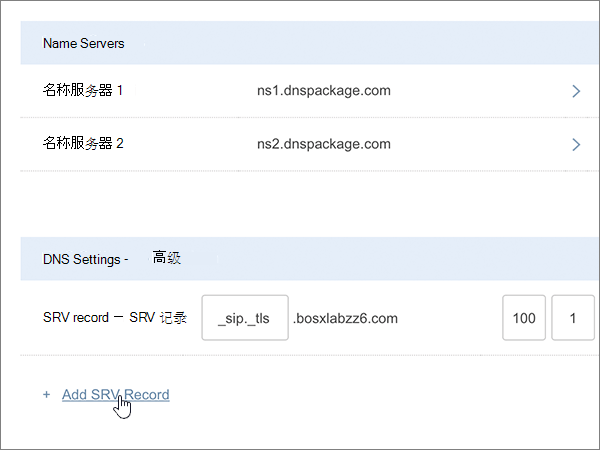 Name Servers
名称服务器 1 ns1.dnspackage.com
名称服务器 2 ns2.dnspackage.com
DNS Settings - 高级
SRV record — SRV 记录 _sip._tls .bosxlabzz6.com 100 1
+ Add SRV Record